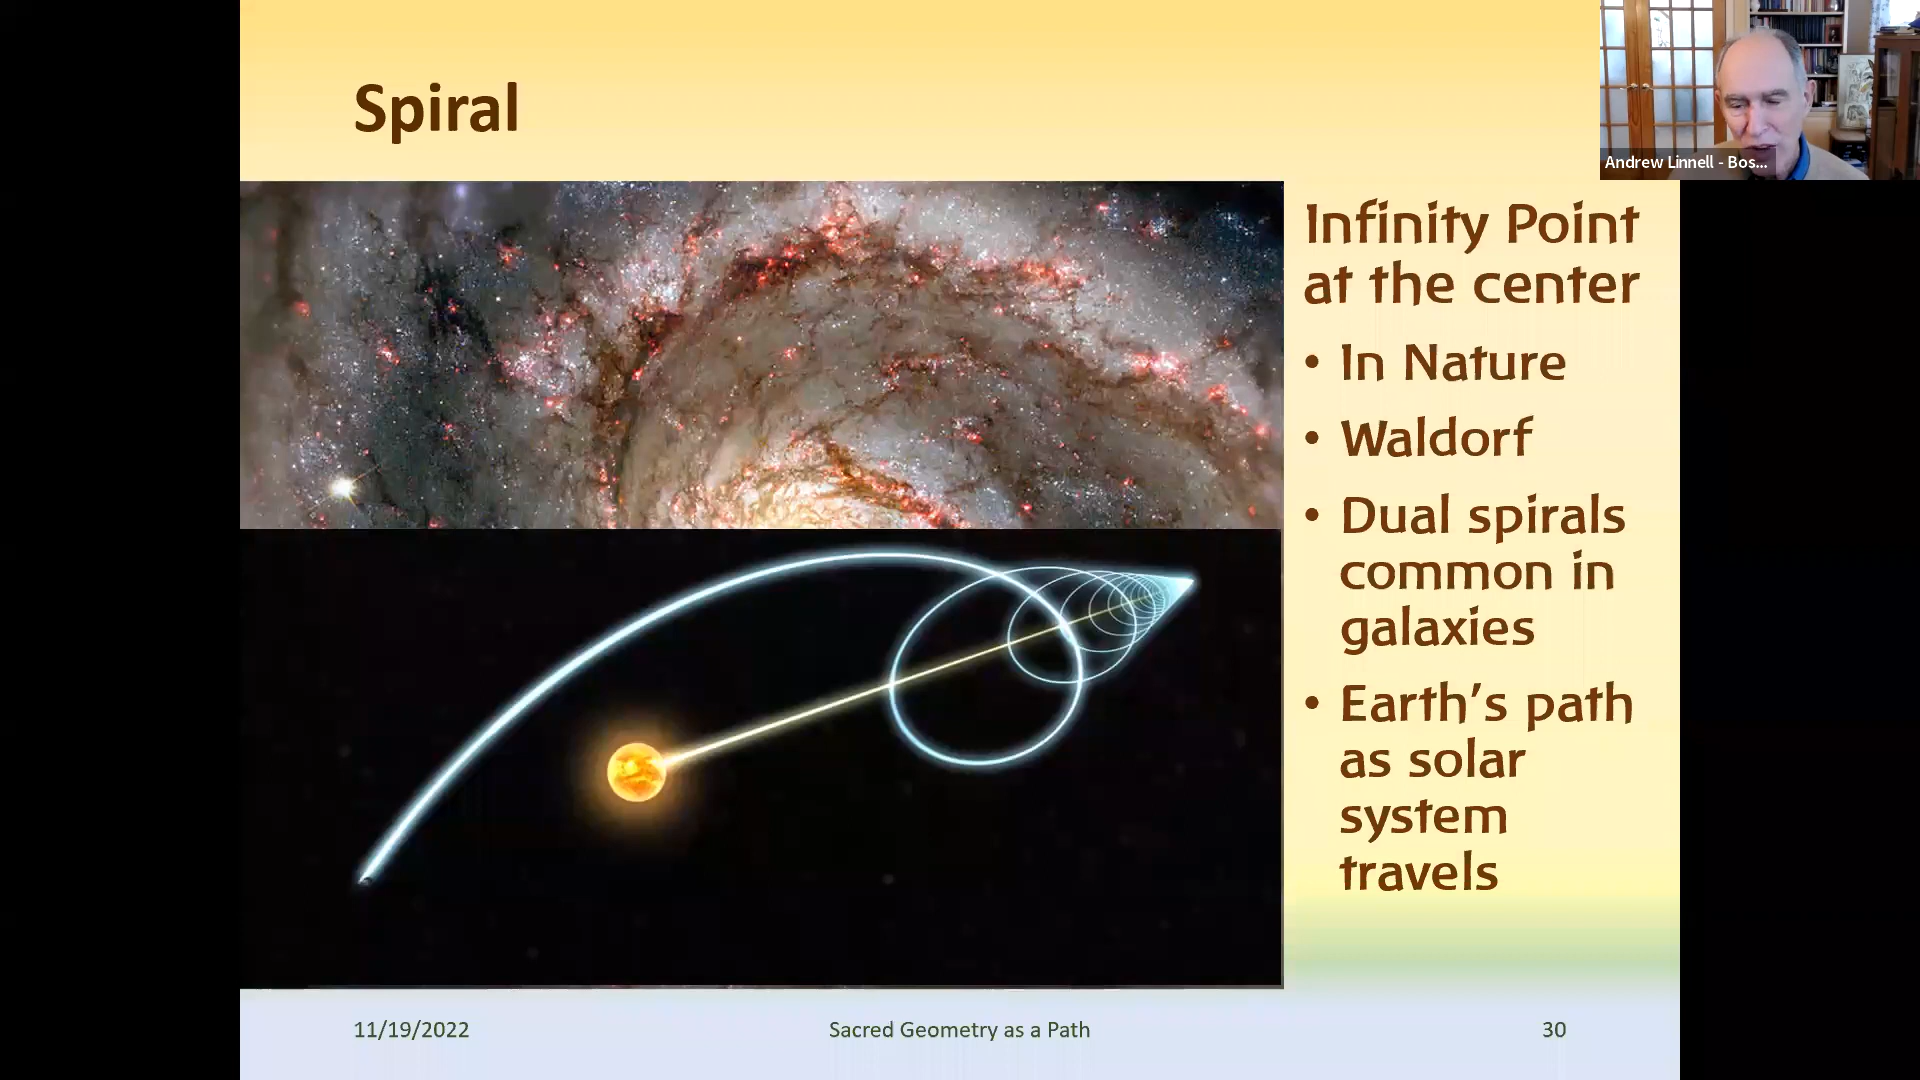 Spiral
Andrew Linnell - Bos...
Infinity Point
at the center
• In Nature
• Waldorf
• Dual spirals
common in
galaxies
• Earth's path
as solar
system
travels
11/19/2022
Sacred Geometry as a Path
30